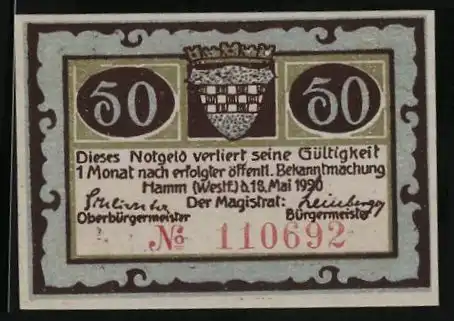 50 50
Dieses Notgeld verliert seine Gültigkeit
1 Monat nach erfolgter öffentl. Bekanntmachung
Hamm (Westf.) d. 18. Mai 1920
Der Magistrat:
Oberbürgermeister Bürgermeister
No 110692